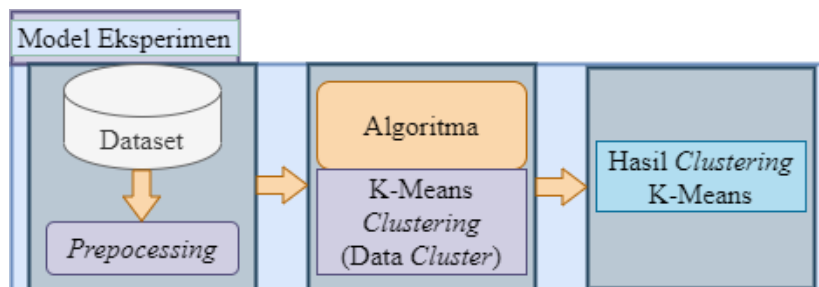 Model Eksperimen
Dataset
Prepocessing
Algoritma
K-Means
Clustering
(Data Cluster)
Hasil Clustering
K-Means